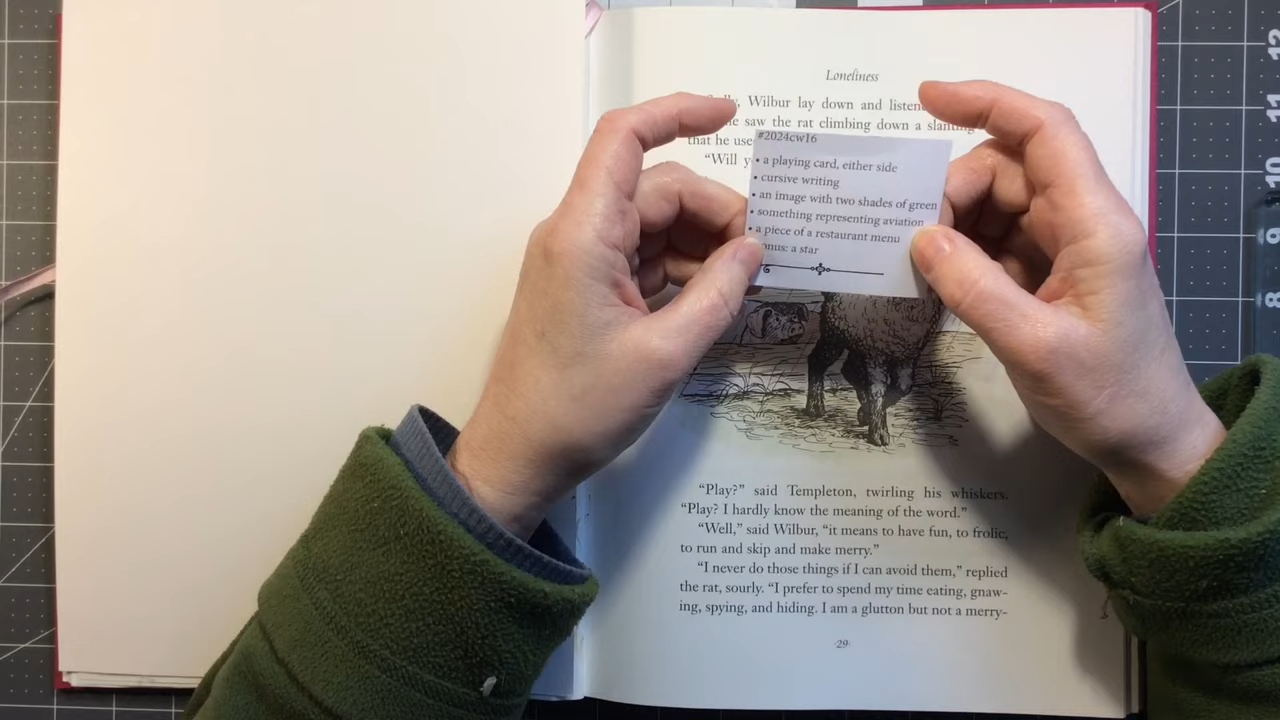 Loneliness
Wilbur lay down and listen
saw the rat climbing down a slanting
that he use
“Will
#2024cw16
• a playing card, either side
• cursive writing
• an image with two shades of green
• something representing aviation
• a piece of a restaurant menu
onus: a star
“Play?” said Templeton, twirling his whiskers.
“Play? I hardly know the meaning of the word.”
“Well,” said Wilbur, “it means to have fun, to frolic,
to run and skip and make merry.”
“I never do those things if I can avoid them,” replied
the rat, sourly. “I prefer to spend my time eating, gnaw-
ing, spying, and hiding. I am a glutton but not a merry-
·29·
12
11
10
9
8